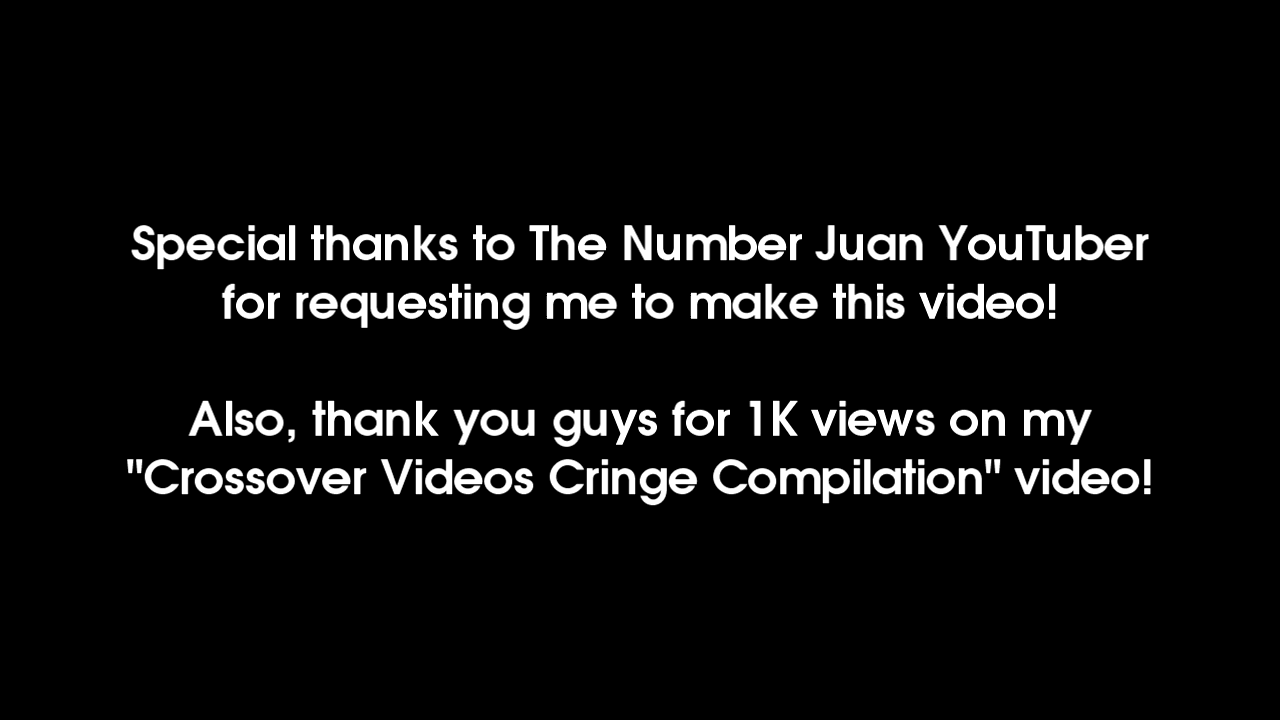 Special thanks to The Number Juan YouTuber
for requesting me to make this video!
Also, thank you guys for 1K views on my
"Crossover Videos Cringe Compilation" video!